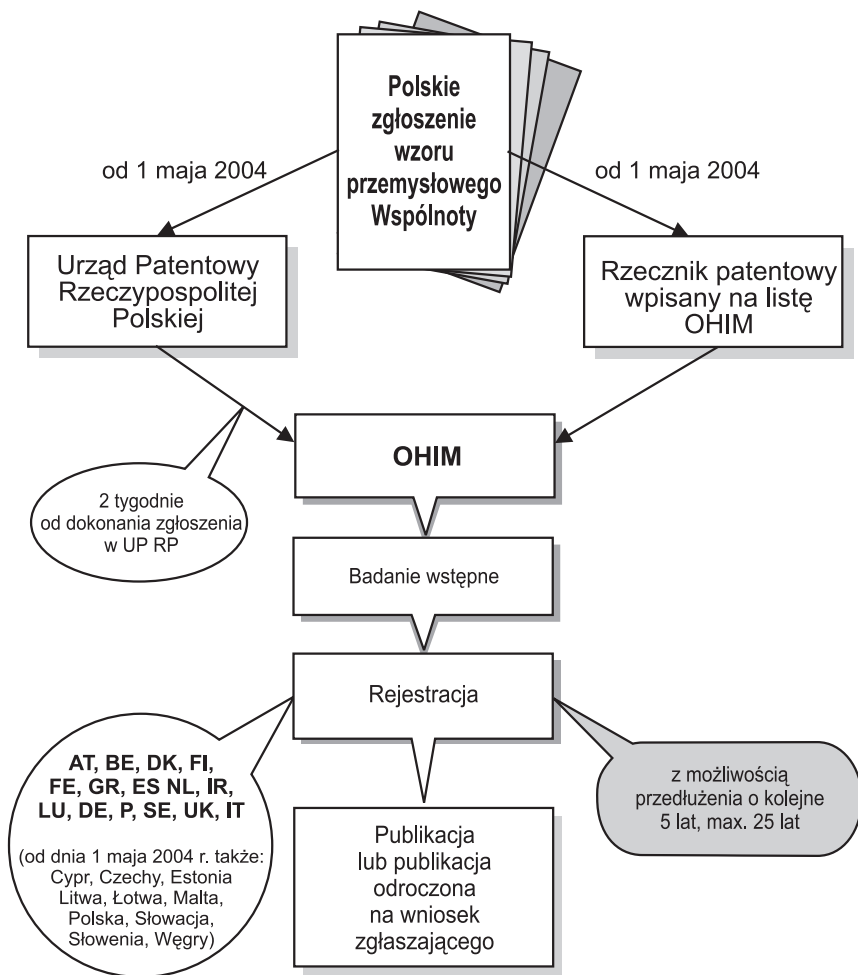 Polskie
zgłoszenie
wzoru
przemysłowego
Wspólnoty
od 1 maja 2004
od 1 maja 2004
Urząd Patentowy
Rzeczypospolitej
Polskiej
Rzecznik patentowy
wpisany na listę
OHIM
OHIM
2 tygodnie
od dokonania zgłoszenia
w UP RP
Badanie wstępne
Rejestracja
AT, BE, DK, FI,
FE, GR, ES NL, IR,
LU, DE, P, SE, UK, IT
(od dnia 1 maja 2004 r. także:
Cypr, Czechy, Estonia
Litwa, Łotwa, Malta,
Polska, Słowacja,
Słowenia, Węgry)
z możliwością
przedłużenia o kolejne
5 lat, max. 25 lat
Publikacja
lub publikacja
odroczona
na wniosek
zgłaszającego